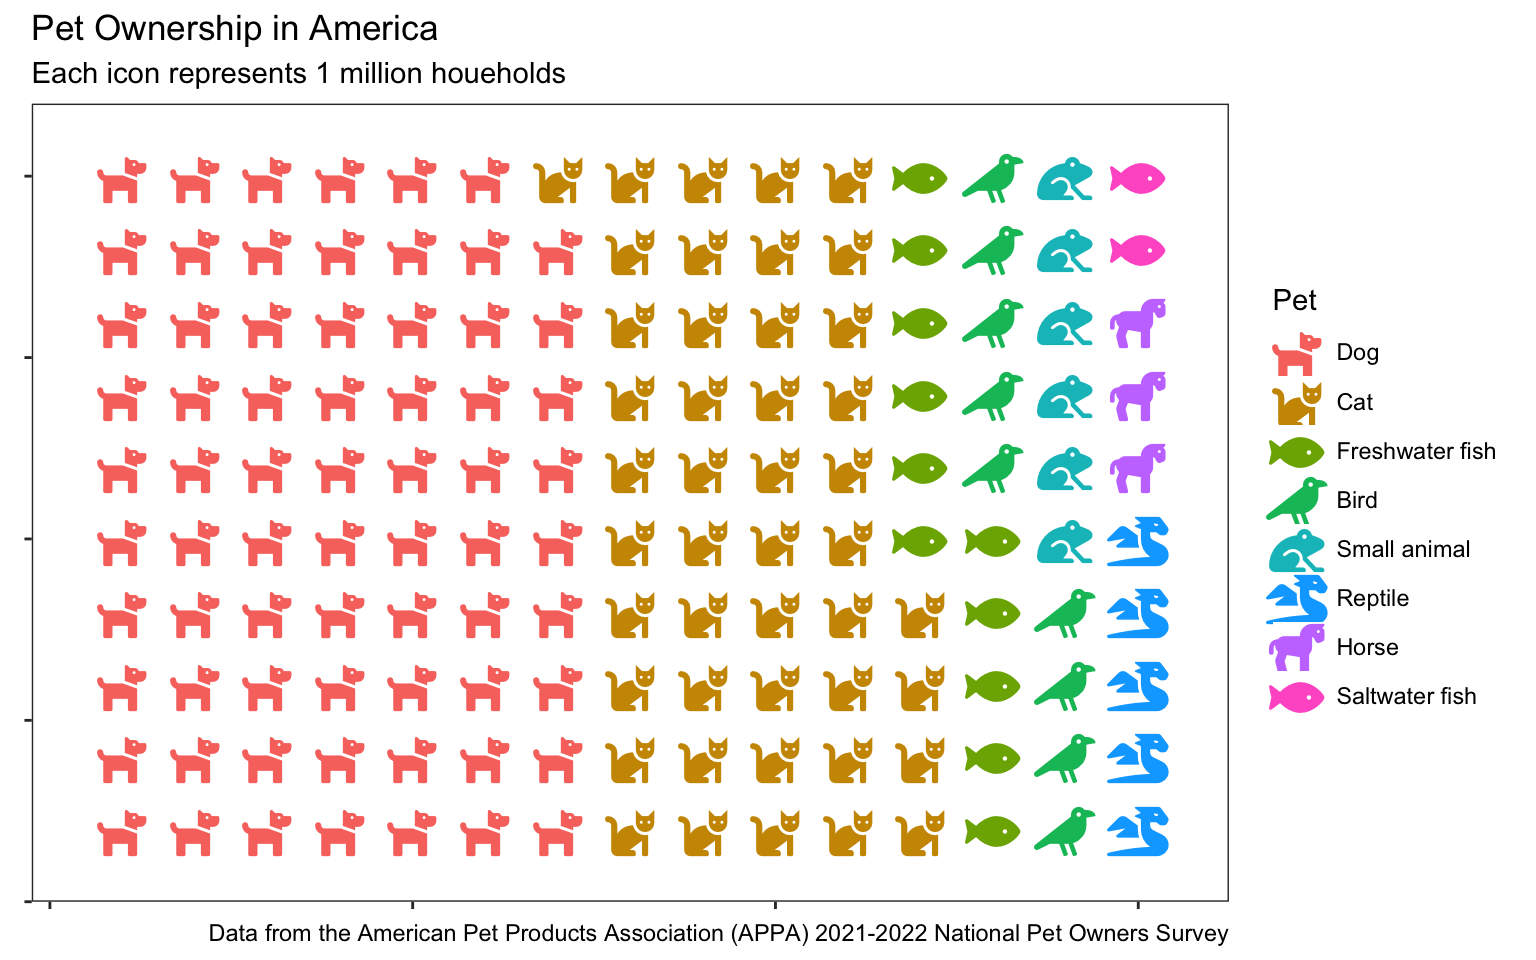 Pet Ownership in America
Each icon represents 1 million houeholds
Pet
Dog
Cat
Freshwater fish
Bird
Small animal
Reptile
Horse
Saltwater fish
Data from the American Pet Products Association (APPA) 2021-2022 National Pet Owners Survey